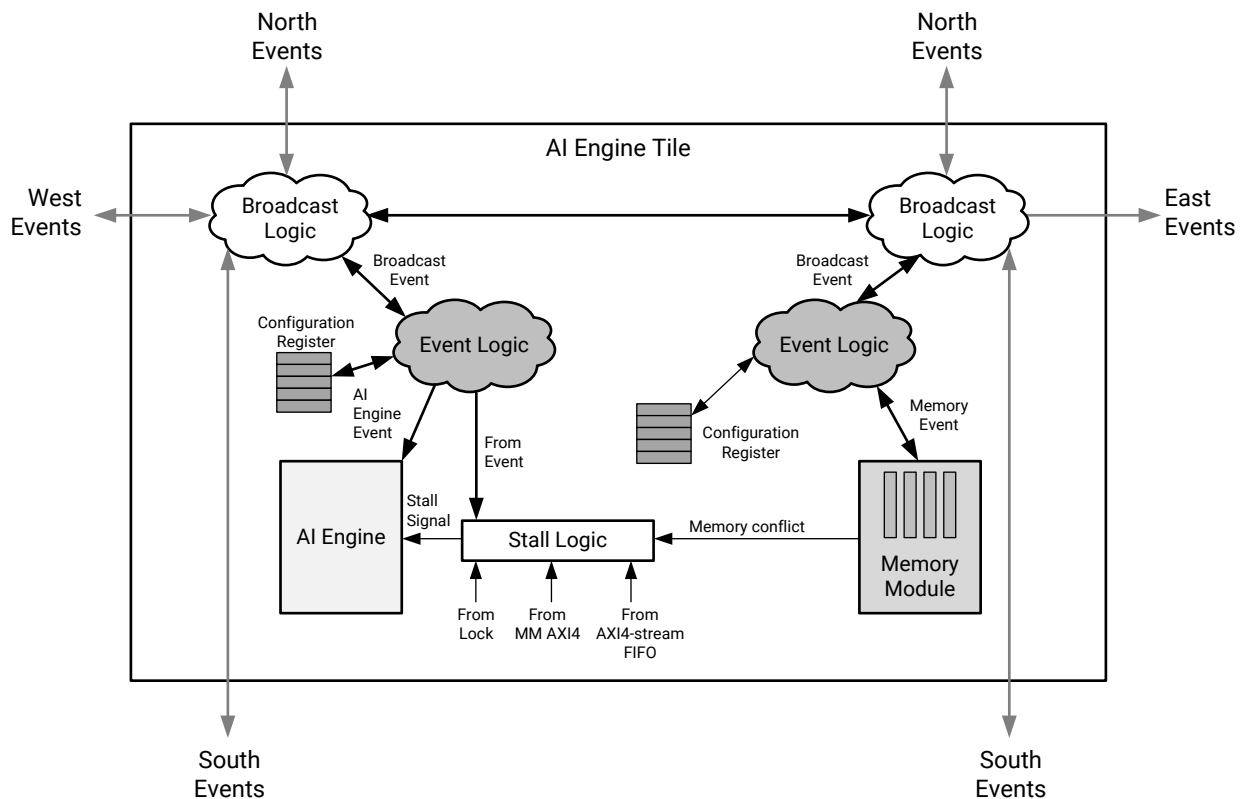 North
Events
North
Events
AI Engine Tile
West
Events
Broadcast
Logic
Broadcast
Logic
East
Events
Broadcast
Event
Broadcast
Event
Configuration
Register
Event Logic
Event Logic
AI
Engine
Event
Memory
Event
From
Event
Configuration
Register
Stall
Signal
AI Engine
Stall Logic
Memory conflict
Memory
Module
From
Lock
From
MM AXI4
From
AXI4-stream
FIFO
South
Events
South
Events